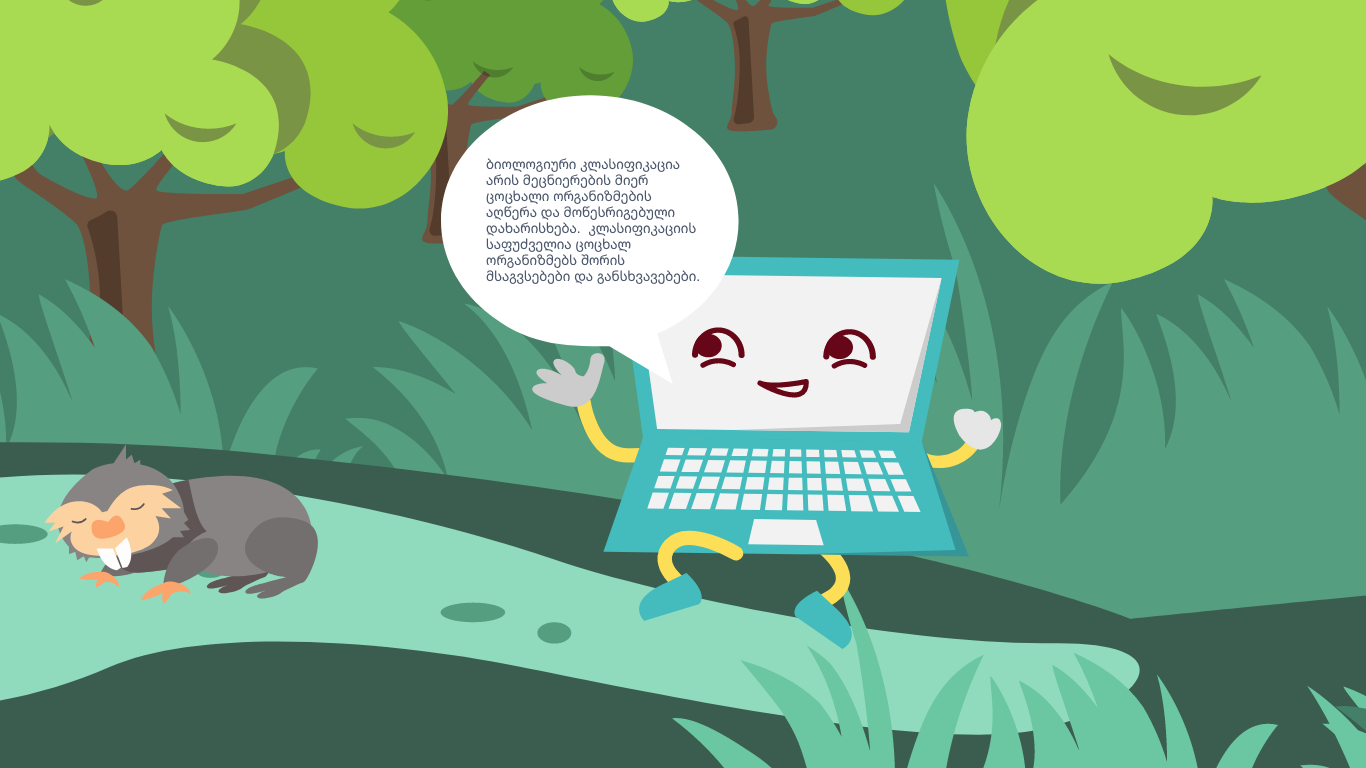 ბიოლოგიური კლასიფიკაცია
არის მეცნიერების მიერ
ცოცხალი ორგანიზმების
აღწერა და მოწესრიგებული
დახარისხება.  კლასიფიკაციის
საფუძველია ცოცხალ
ორგანიზმებს შორის
მსაგვსებები და განსხვავებები.